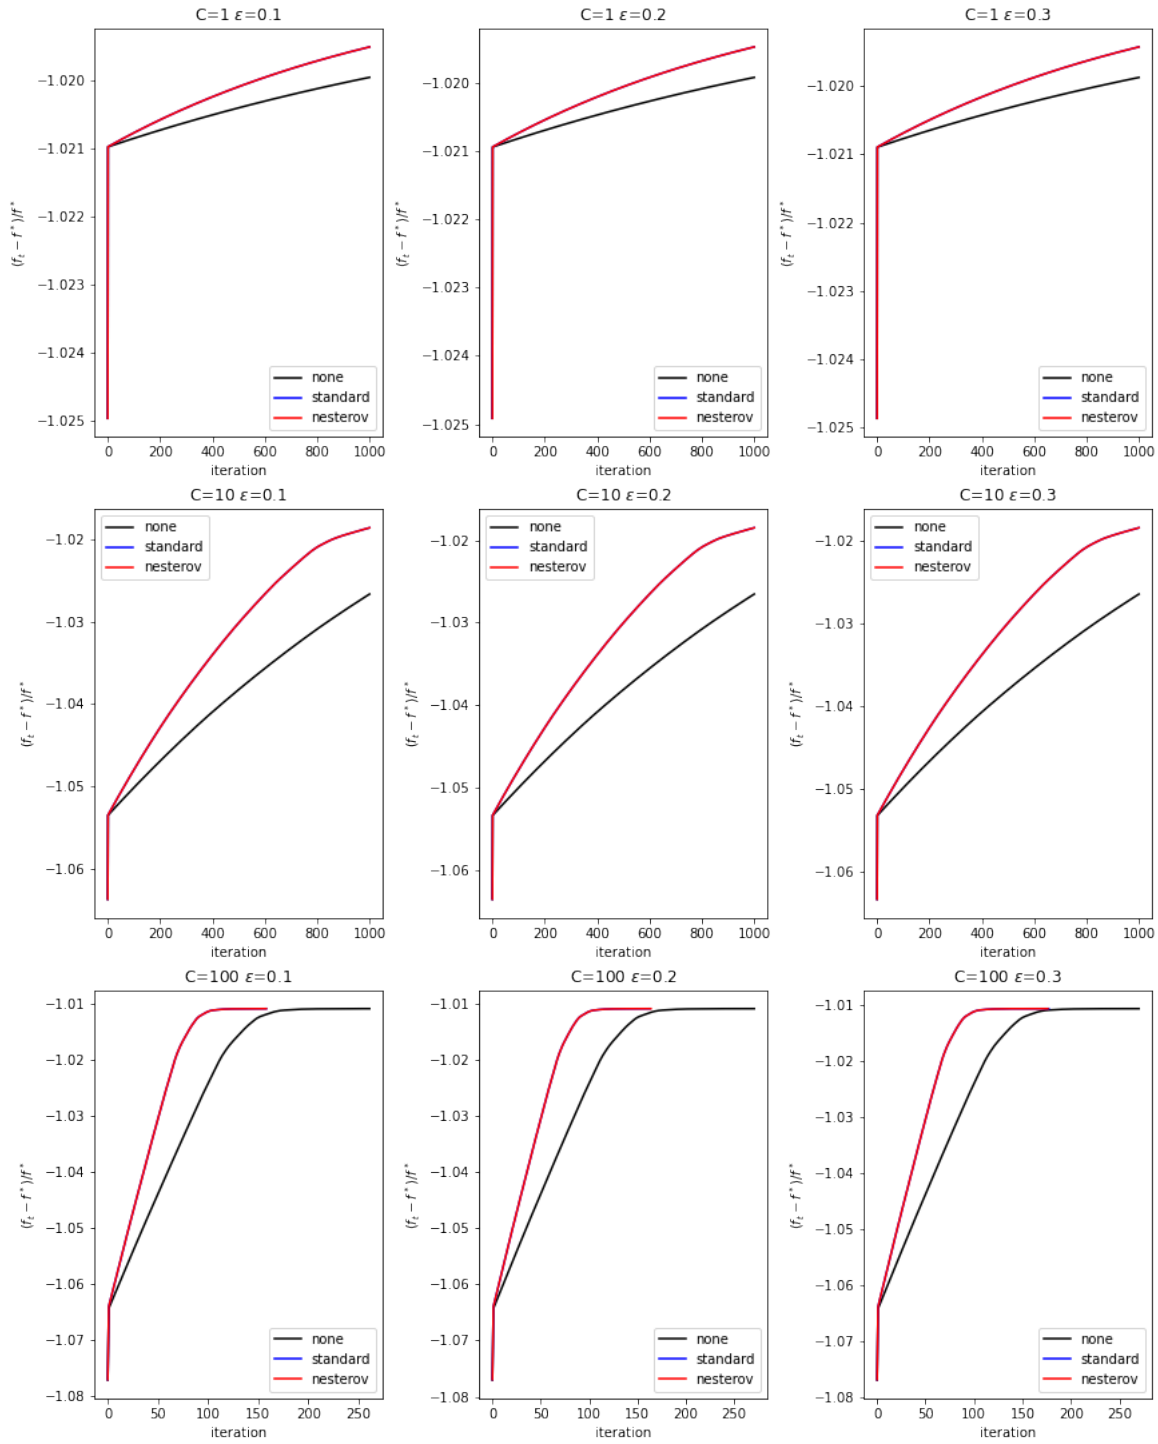 C=1 ε=0.1
(f_t − f*)/f*
−1.020
−1.021
−1.022
−1.023
−1.024
−1.025
none
standard
nesterov
0 200 400 600 800 1000
iteration
C=1 ε=0.2
(f_t − f*)/f*
−1.020
−1.021
−1.022
−1.023
−1.024
−1.025
none
standard
nesterov
0 200 400 600 800 1000
iteration
C=1 ε=0.3
(f_t − f*)/f*
−1.020
−1.021
−1.022
−1.023
−1.024
−1.025
none
standard
nesterov
0 200 400 600 800 1000
iteration
C=10 ε=0.1
(f_t − f*)/f*
none
standard
nesterov
−1.02
−1.03
−1.04
−1.05
−1.06
0 200 400 600 800 1000
iteration
C=10 ε=0.2
(f_t − f*)/f*
none
standard
nesterov
−1.02
−1.03
−1.04
−1.05
−1.06
0 200 400 600 800 1000
iteration
C=10 ε=0.3
(f_t − f*)/f*
none
standard
nesterov
−1.02
−1.03
−1.04
−1.05
−1.06
0 200 400 600 800 1000
iteration
C=100 ε=0.1
(f_t − f*)/f*
−1.01
−1.02
−1.03
−1.04
−1.05
−1.06
−1.07
−1.08
none
standard
nesterov
0 50 100 150 200 250
iteration
C=100 ε=0.2
(f_t − f*)/f*
−1.01
−1.02
−1.03
−1.04
−1.05
−1.06
−1.07
−1.08
none
standard
nesterov
0 50 100 150 200 250
iteration
C=100 ε=0.3
(f_t − f*)/f*
−1.01
−1.02
−1.03
−1.04
−1.05
−1.06
−1.07
−1.08
none
standard
nesterov
0 50 100 150 200 250
iteration